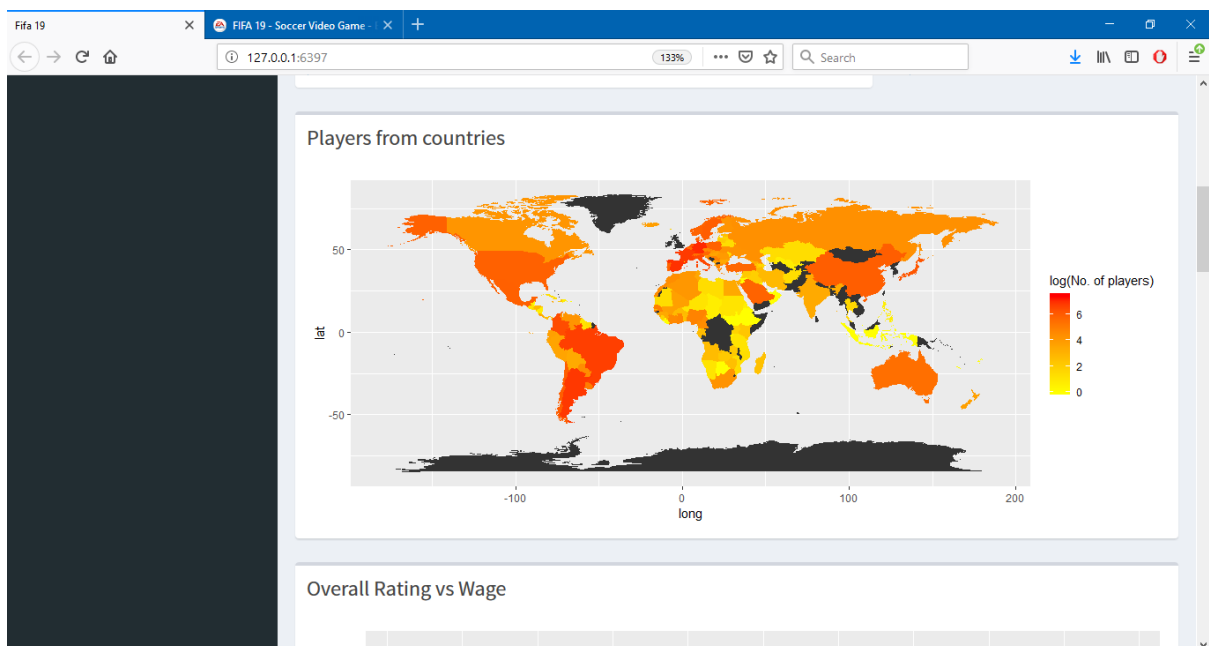 Fifa 19
FIFA 19 - Soccer Video Game -
127.0.0.1:6397
133%
Search
Players from countries
50
0
-50
lat
-100
0
100
200
long
log(No. of players)
6
4
2
0
Overall Rating vs Wage